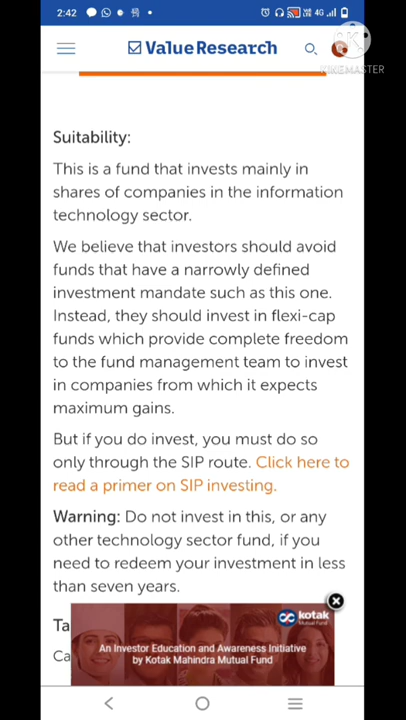 2:42
4G
ValueResearch
KINEMASTER
Suitability:
This is a fund that invests mainly in
shares of companies in the information
technology sector.
We believe that investors should avoid
funds that have a narrowly defined
investment mandate such as this one.
Instead, they should invest in flexi-cap
funds which provide complete freedom
to the fund management team to invest
in companies from which it expects
maximum gains.
But if you do invest, you must do so
only through the SIP route. Click here to
read a primer on SIP investing.
Warning: Do not invest in this, or any
other technology sector fund, if you
need to redeem your investment in less
than seven years.
Ta
Ca
kotak
Mutual Fund
An Investor Education and Awareness Initiative
by Kotak Mahindra Mutual Fund